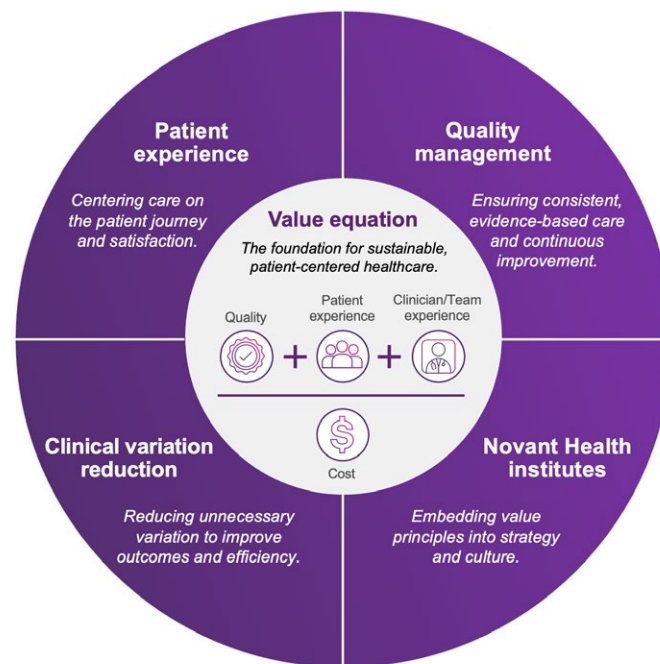 Patient
experience
Centering care on
the patient journey
and satisfaction.
Quality
management
Ensuring consistent,
evidence-based care
and continuous
improvement.
Value equation
The foundation for sustainable,
patient-centered healthcare.
Quality
Patient
experience
Clinician/Team
experience
+
+
$
Cost
Clinical variation
reduction
Reducing unnecessary
variation to improve
outcomes and efficiency.
Novant Health
institutes
Embedding value
principles into strategy
and culture.